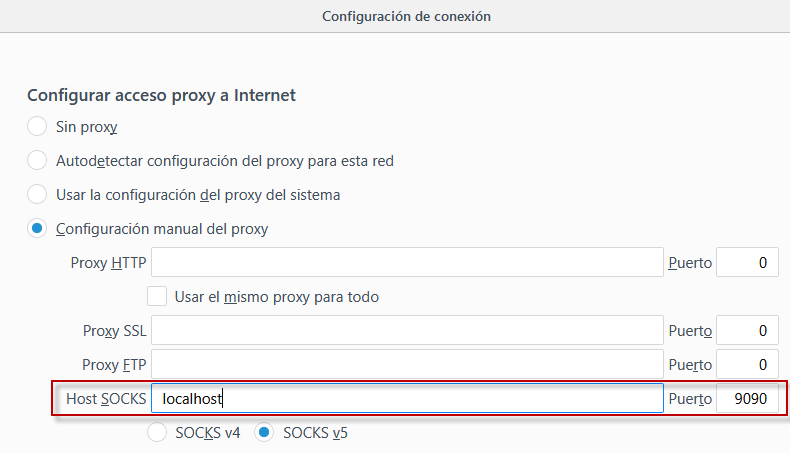 Configuración de conexión
Configurar acceso proxy a Internet
Sin proxy
Autodetectar configuración del proxy para esta red
Usar la configuración del proxy del sistema
Configuración manual del proxy
Proxy HTTP Puerto 0
Usar el mismo proxy para todo
Proxy SSL Puerto 0
Proxy FTP Puerto 0
Host SOCKS localhost Puerto 9090
SOCKS v4 SOCKS v5